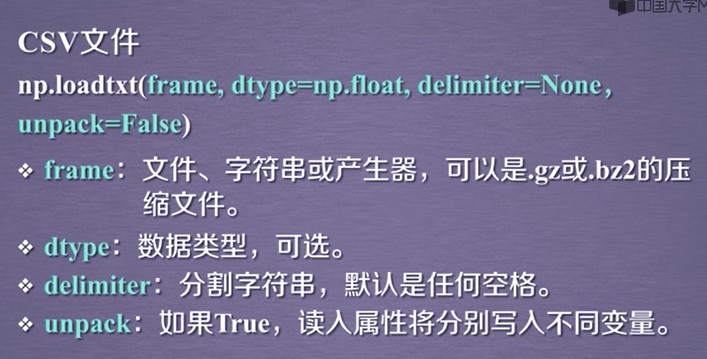 中国大学M
CSV文件
np.loadtxt(frame, dtype=np.float, delimiter=None,
unpack=False)
❖ frame：文件、字符串或产生器，可以是.gz或.bz2的压
缩文件。
❖ dtype：数据类型，可选。
❖ delimiter：分割字符串，默认是任何空格。
❖ unpack：如果True，读入属性将分别写入不同变量。